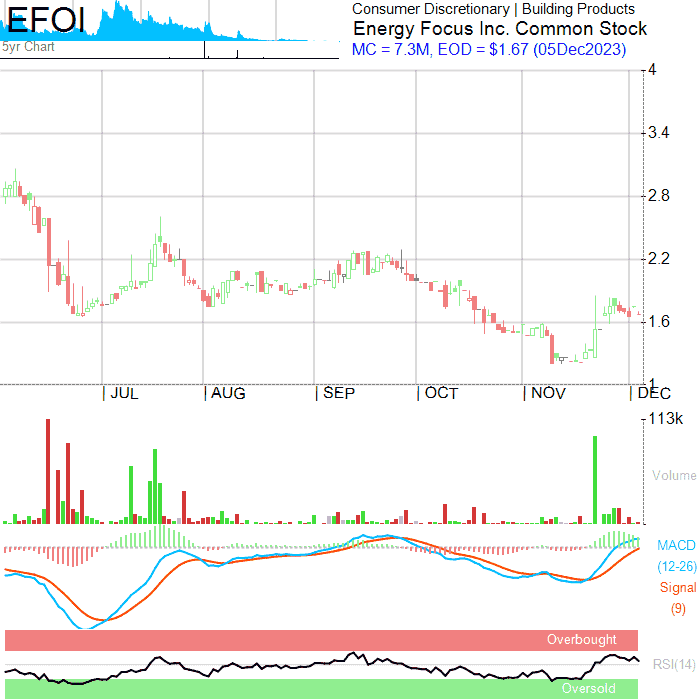 EFOI
5yr Chart
Consumer Discretionary | Building Products
Energy Focus Inc. Common Stock
MC = 7.3M, EOD = $1.67 (05Dec2023)
4
3.4
2.8
2.2
1.6
1
JUL
AUG
SEP
OCT
NOV
DEC
113k
Volume
MACD
(12-26)
Signal
(9)
Overbought
RSI(14)
Oversold